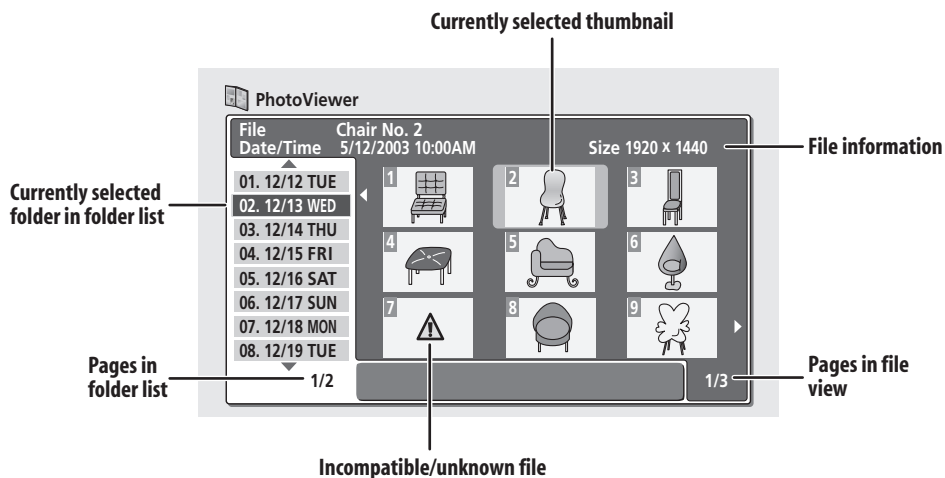 Currently selected thumbnail
PhotoViewer
File Chair No. 2
Date/Time 5/12/2003 10:00AM Size 1920 x 1440
File information
Currently selected
folder in folder list
01. 12/12 TUE
02. 12/13 WED
03. 12/14 THU
04. 12/15 FRI
05. 12/16 SAT
06. 12/17 SUN
07. 12/18 MON
08. 12/19 TUE
1 2 3
4 5 6
7 8 9
Pages in
folder list
1/2
1/3
Pages in file
view
Incompatible/unknown file